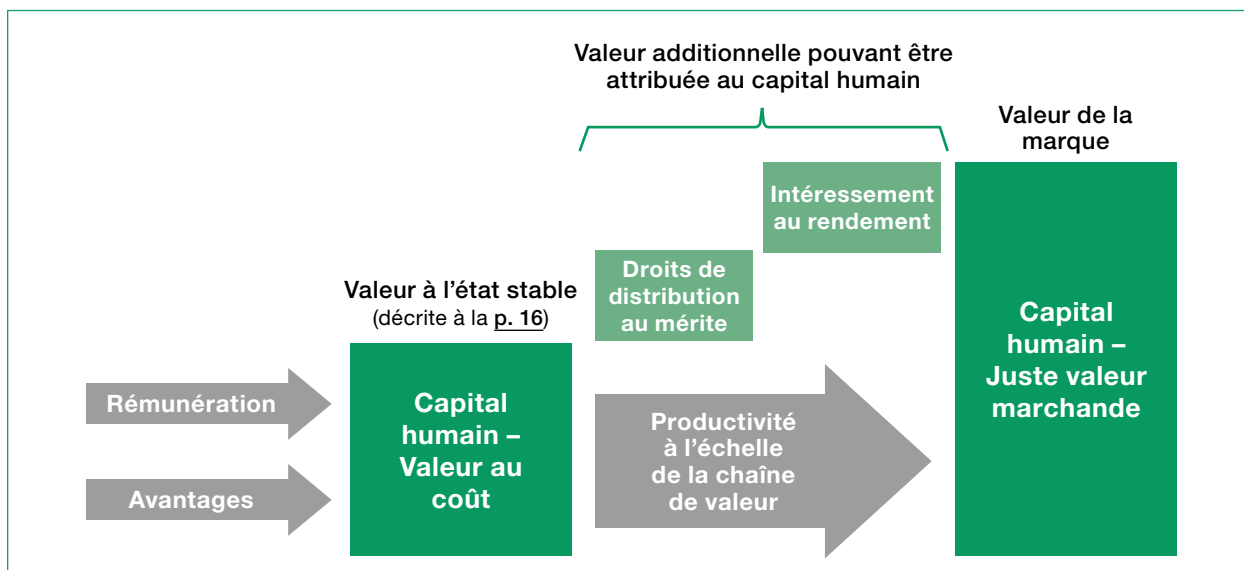 Valeur additionnelle pouvant être
attribuée au capital humain
Valeur de la
marque
Intéressement
au rendement
Droits de
distribution
au mérite
Valeur à l’état stable
(décrite à la p. 16)
Capital
humain –
Juste valeur
marchande
Rémunération
Avantages
Capital
humain –
Valeur au
coût
Productivité
à l’échelle
de la chaîne
de valeur